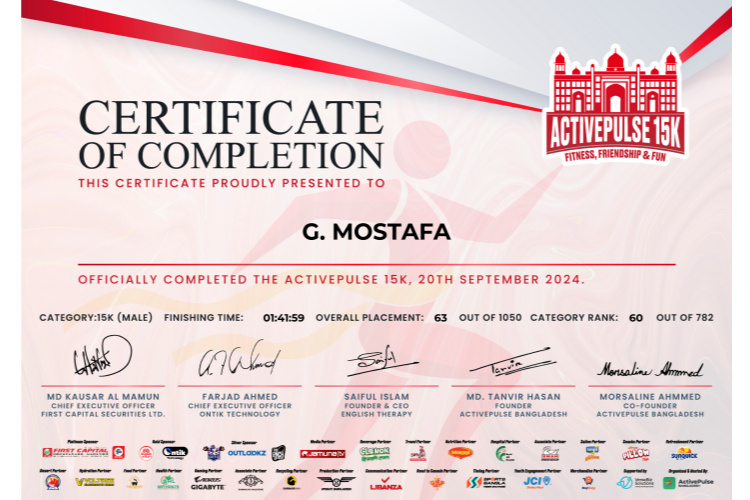 CERTIFICATE
OF COMPLETION
THIS CERTIFICATE PROUDLY PRESENTED TO
ACTIVEPULSE 15K
FITNESS, FRIENDSHIP & FUN
G. MOSTAFA
OFFICIALLY COMPLETED THE ACTIVEPULSE 15K, 20TH SEPTEMBER 2024.
CATEGORY:15K (MALE) FINISHING TIME: 01:41:59 OVERALL PLACEMENT: 63 OUT OF 1050 CATEGORY RANK: 60 OUT OF 782
Tanvir
Morsaline Ahmmed
MD KAUSAR AL MAMUN
CHIEF EXECUTIVE OFFICER
FIRST CAPITAL SECURITIES LTD.
FARJAD AHMED
CHIEF EXECUTIVE OFFICER
ONTIK TECHNOLOGY
SAIFUL ISLAM
FOUNDER & CEO
ENGLISH THERAPY
MD. TANVIR HASAN
FOUNDER
ACTIVEPULSE BANGLADESH
MORSALINE AHMMED
CO-FOUNDER
ACTIVEPULSE BANGLADESH
Platinum Sponsor
Gold Sponsor
Silver Sponsor
Media Partner
Beverage Partner
Travel Partner
Nutrition Partner
Hospital Partner
Associate Partner
Refreshment Partner
FIRST CAPITAL
Ontik
OUTLOOKZ
JAMUNA TV
SUNQUICK
Hydration Partner
Food Partner
Health Partner
Gaming Partner
Associate Partner
Recycling Partner
Production Partner
Communication Partner
Timing Partner
Youth Engagement Partner
Merchandise Partner
Supported by
Organized & Hosted By
AORUS
GIGABYTE
LIBANZA
JCI
ActivePulse